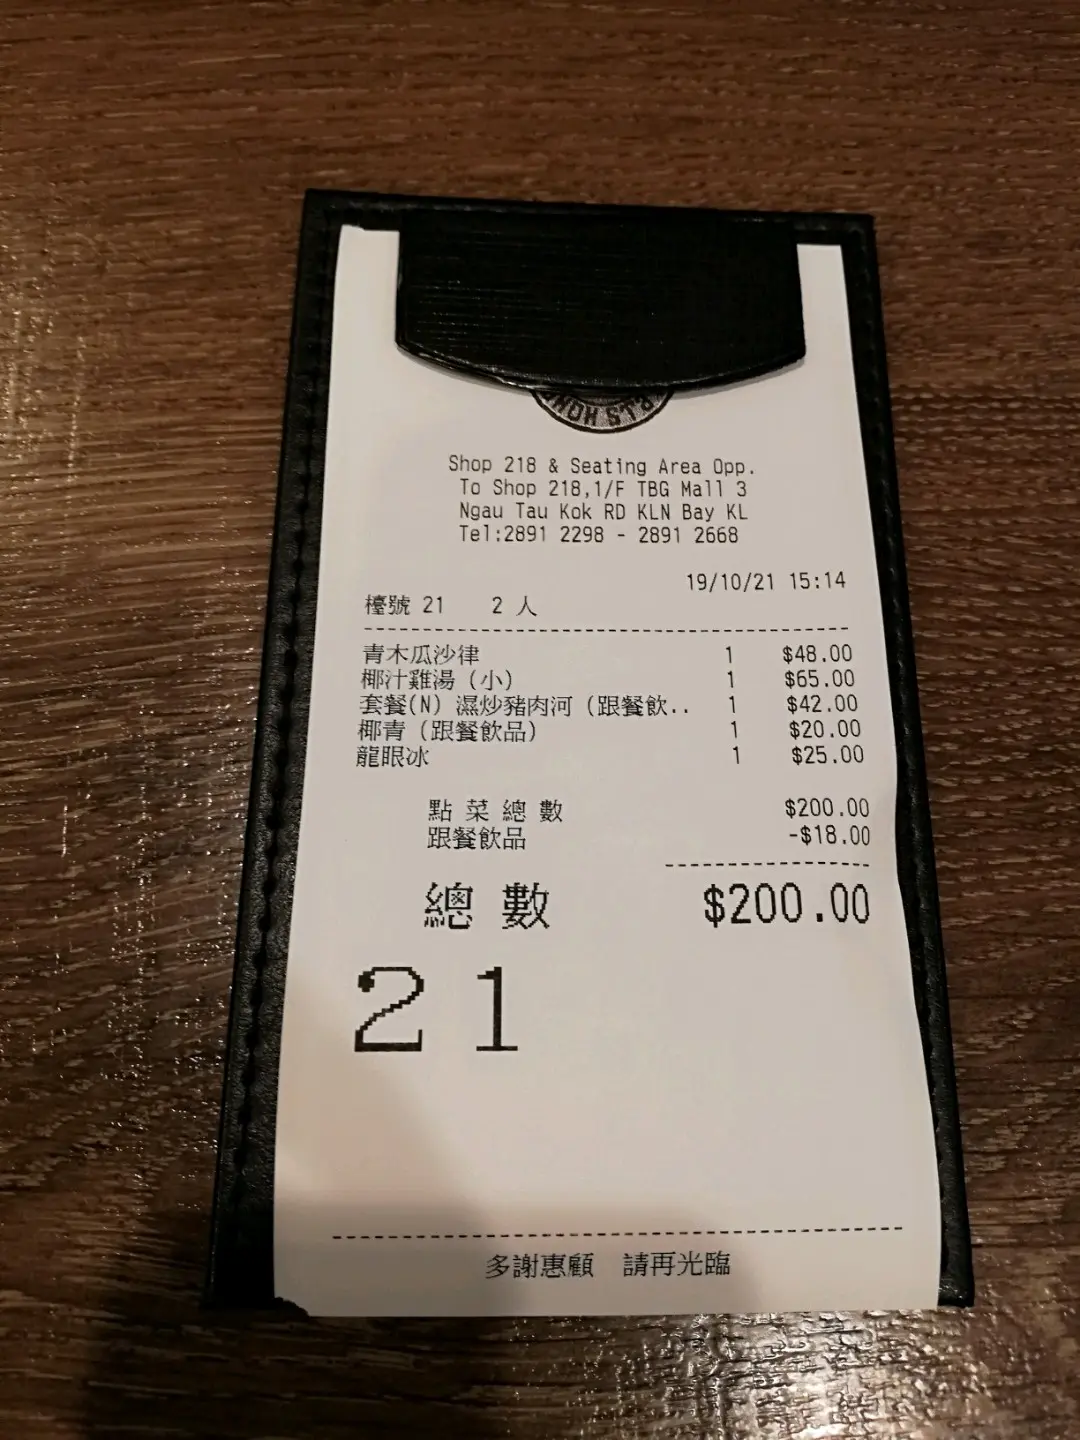 Shop 218 & Seating Area Opp.
To Shop 218,1/F TBG Mall 3
Ngau Tau Kok RD KLN Bay KL
Tel:2891 2298 - 2891 2668
19/10/21 15:14
檯號 21 2 人
青木瓜沙律 1 $48.00
椰汁雞湯 (小) 1 $65.00
套餐(N) 濕炒豬肉河 (跟餐飲.. 1 $42.00
椰青 (跟餐飲品) 1 $20.00
龍眼冰 1 $25.00
點 菜 總 數 $200.00
跟餐飲品 -$18.00
總 數 $200.00
21
多謝惠顧 請再光臨